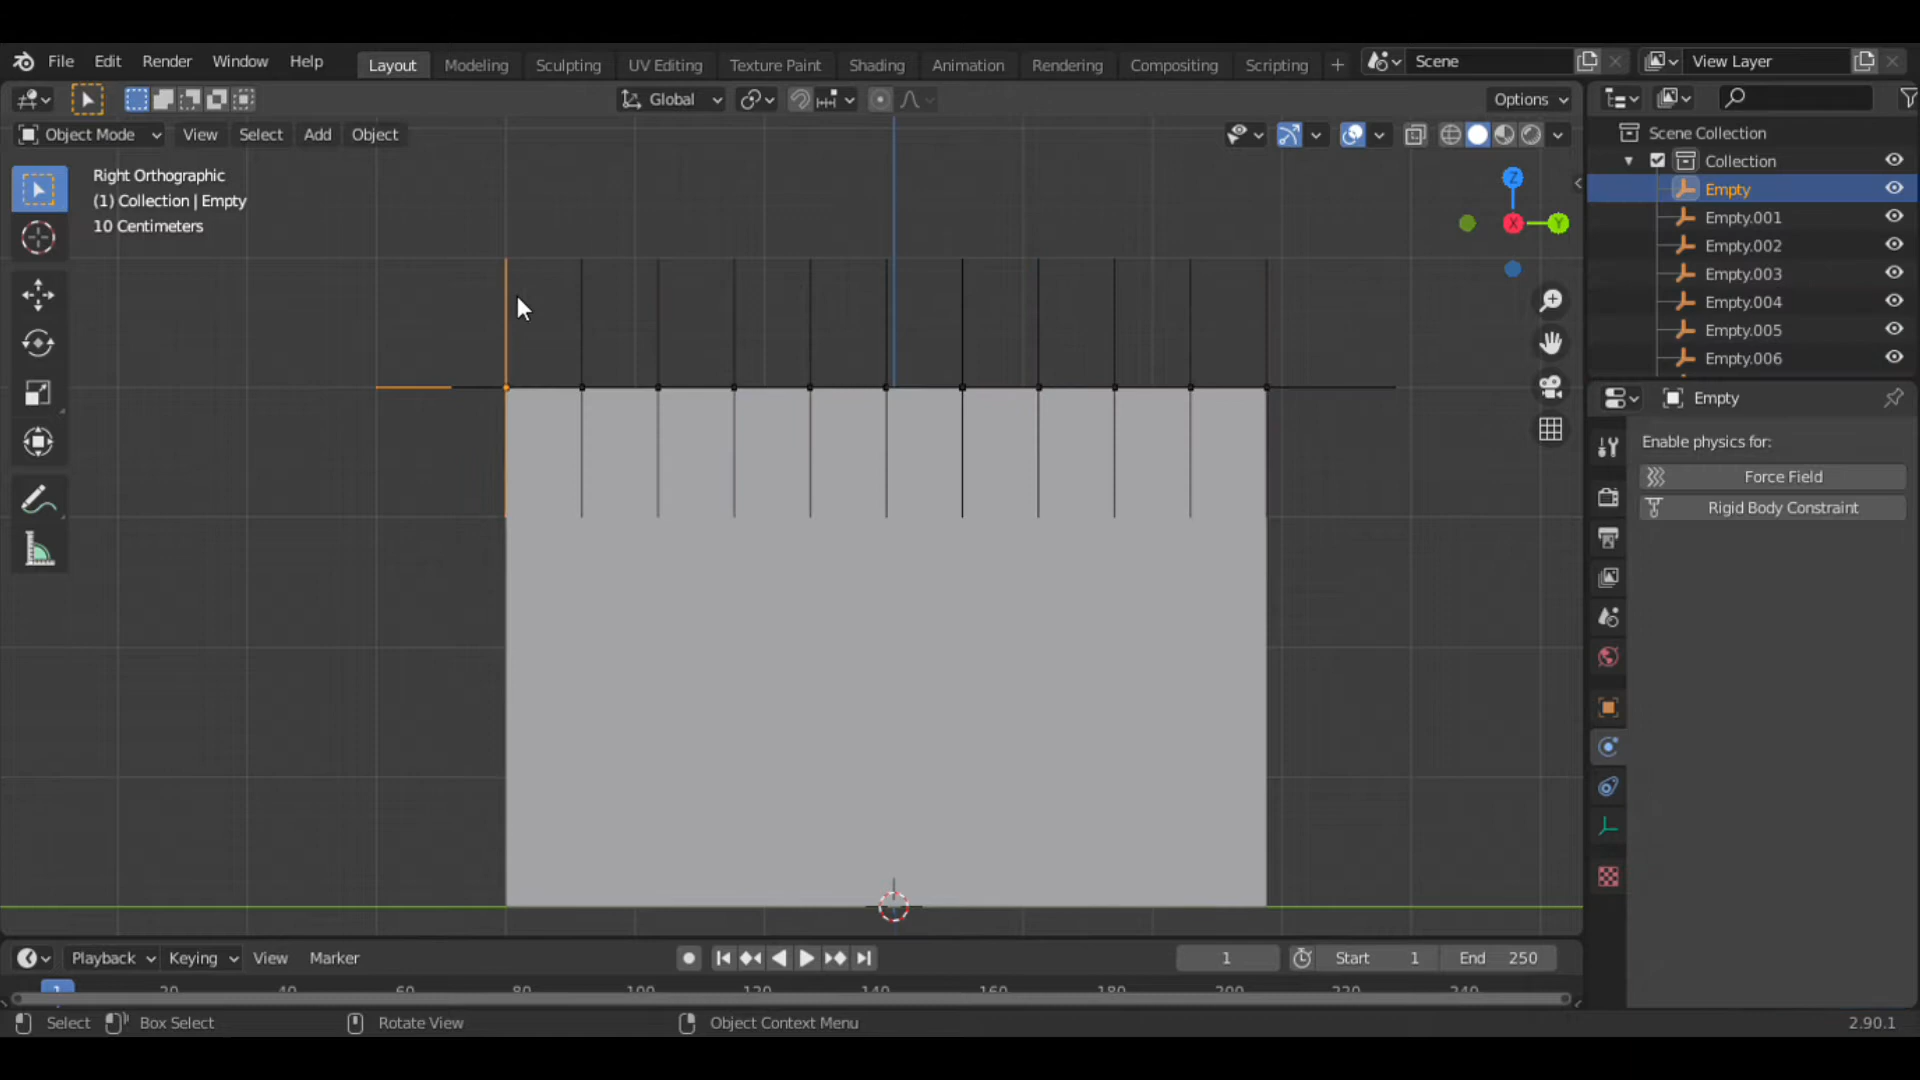 File Edit Render Window Help Layout Modeling Sculpting UV Editing Texture Paint Shading Animation Rendering Compositing Scripting + Scene View Layer
Global Options
Object Mode View Select Add Object
Right Orthographic
(1) Collection | Empty
10 Centimeters
Z
X
Y
Scene Collection
Collection
Empty
Empty.001
Empty.002
Empty.003
Empty.004
Empty.005
Empty.006
Empty
Enable physics for:
Force Field
Rigid Body Constraint
Playback Keying View Marker 1 Start 1 End 250
1 20 40 60 80 100 120 140 160 180 200 220 240
Select Box Select Rotate View Object Context Menu 2.90.1